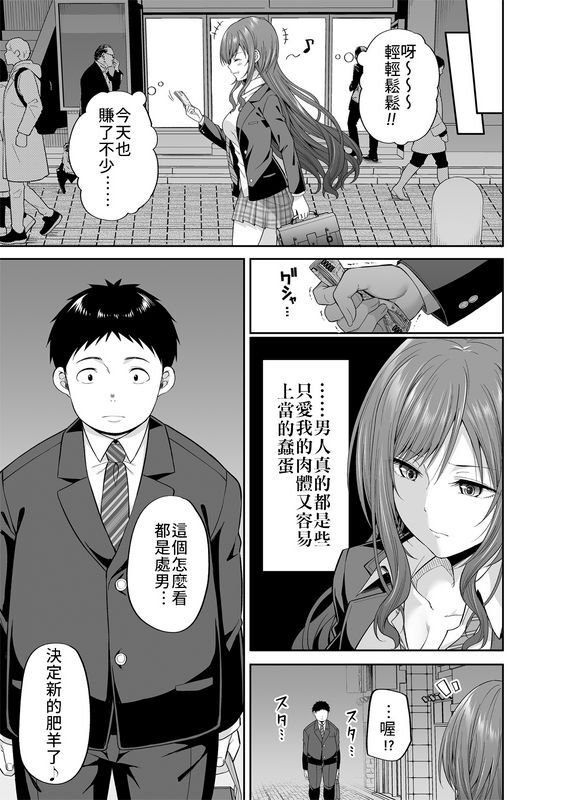 呀～～～
輕輕鬆鬆!!
♪
今天也
賺了不少……
グシャ…
……男人真的都是些
只愛我的肉體又容易
上當的蠢蛋
…喔!?
スタ…
スタ…
這個怎麼看
都是處男…
決定新的肥羊了♪